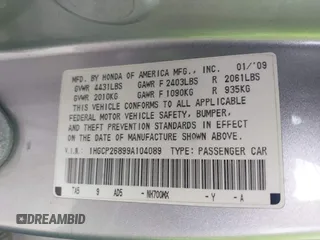 MFD. BY HONDA OF AMERICA MFG., INC. 01/'09
GVWR 4431LBS GAWR F 2403LBS R 2061LBS
GVWR 2010KG GAWR F 1090KG R 935KG
THIS VEHICLE CONFORMS TO ALL APPLICABLE
FEDERAL MOTOR VEHICLE SAFETY, BUMPER,
AND THEFT PREVENTION STANDARDS IN EFFECT
ON THE DATE OF MANUFACTURE SHOWN ABOVE.
V.I.N. 1HGCP26899A104089 TYPE: PASSENGER CAR
TA5 9 AD5 - NH700MX - Y - A
DREAMBID